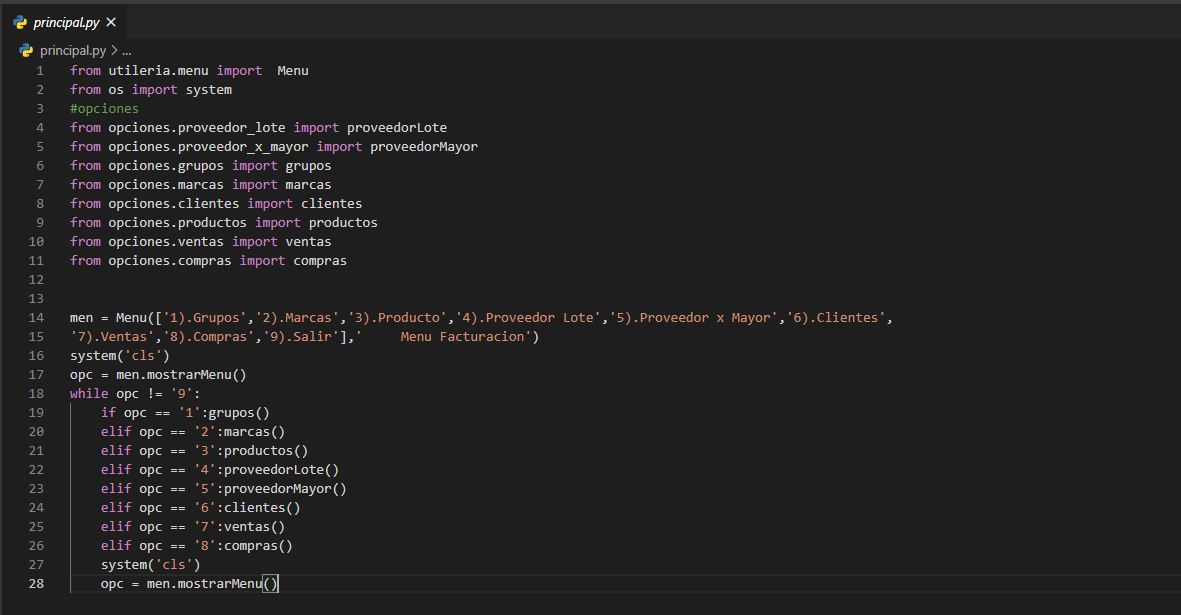 principal.py ×
principal.py > ...
1 from utileria.menu import  Menu
2 from os import system
3 #opciones
4 from opciones.proveedor_lote import proveedorLote
5 from opciones.proveedor_x_mayor import proveedorMayor
6 from opciones.grupos import grupos
7 from opciones.marcas import marcas
8 from opciones.clientes import clientes
9 from opciones.productos import productos
10 from opciones.ventas import ventas
11 from opciones.compras import compras
12
13
14 men = Menu(['1).Grupos','2).Marcas','3).Producto','4).Proveedor Lote','5).Proveedor x Mayor','6).Clientes',
15 '7).Ventas','8).Compras','9).Salir'],'     Menu Facturacion')
16 system('cls')
17 opc = men.mostrarMenu()
18 while opc != '9':
19     if opc == '1':grupos()
20     elif opc == '2':marcas()
21     elif opc == '3':productos()
22     elif opc == '4':proveedorLote()
23     elif opc == '5':proveedorMayor()
24     elif opc == '6':clientes()
25     elif opc == '7':ventas()
26     elif opc == '8':compras()
27     system('cls')
28     opc = men.mostrarMenu()